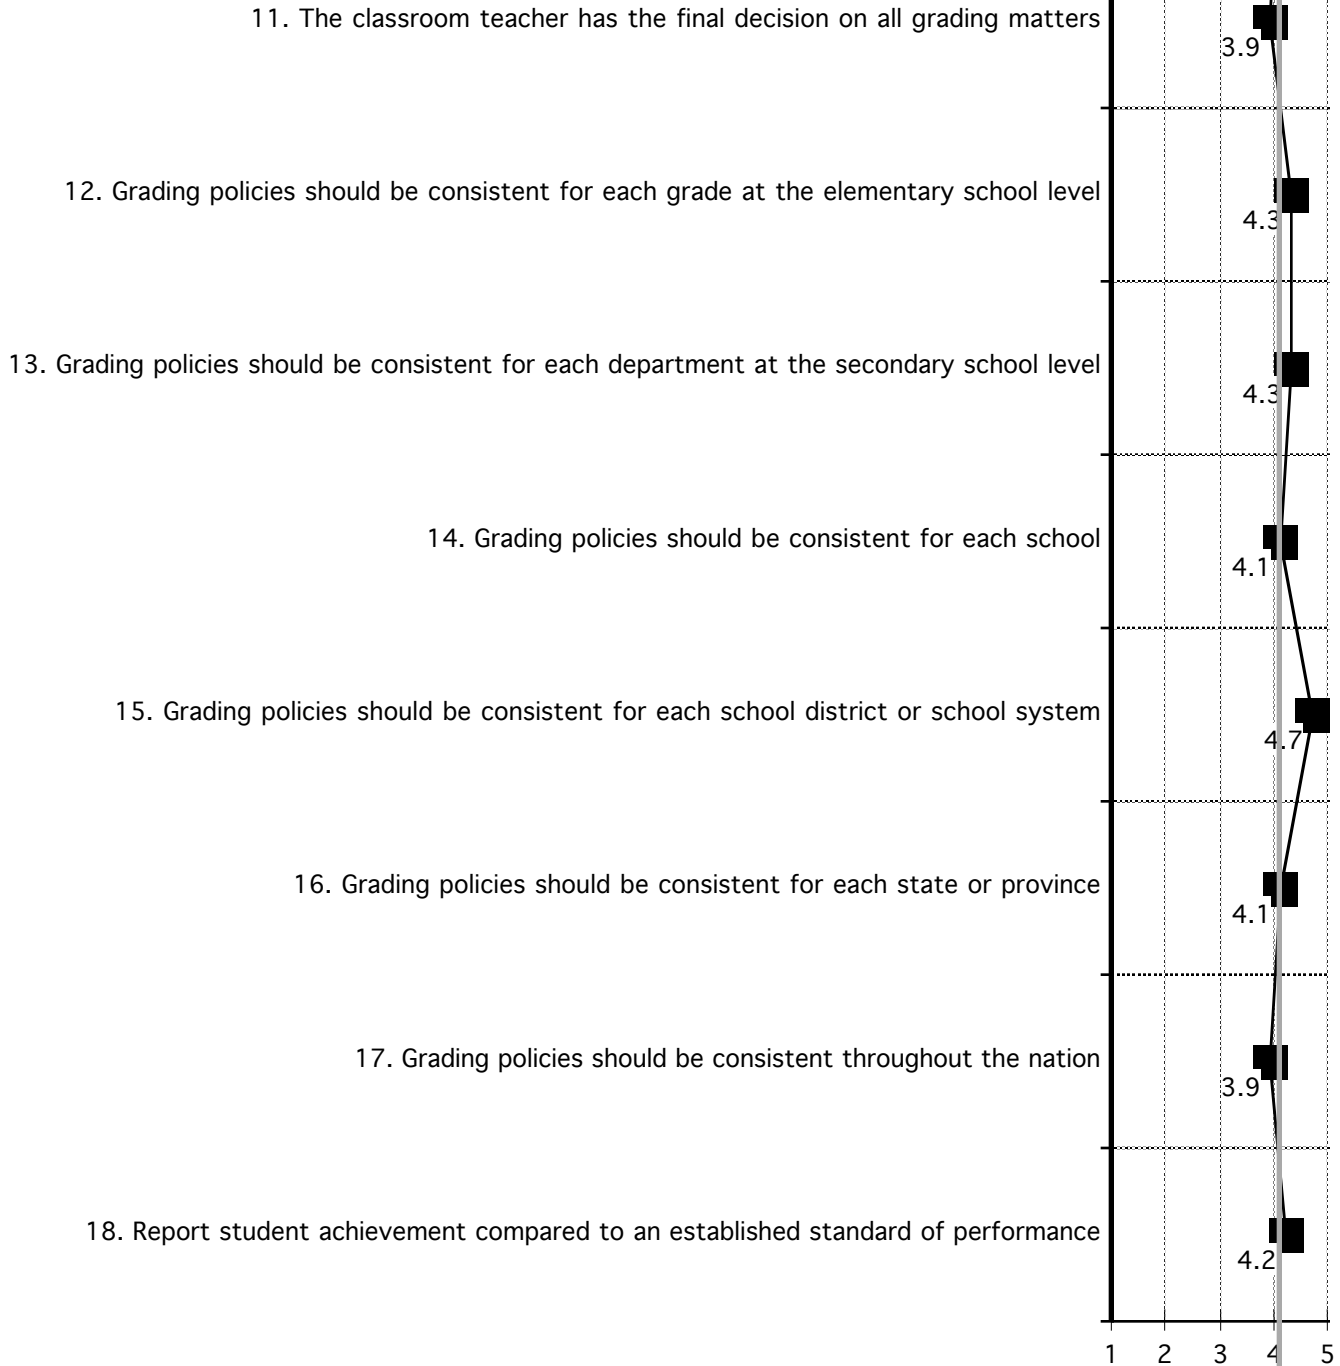 11. The classroom teacher has the final decision on all grading matters
3.9
12. Grading policies should be consistent for each grade at the elementary school level
4.3
13. Grading policies should be consistent for each department at the secondary school level
4.3
14. Grading policies should be consistent for each school
4.1
15. Grading policies should be consistent for each school district or school system
4.7
16. Grading policies should be consistent for each state or province
4.1
17. Grading policies should be consistent throughout the nation
3.9
18. Report student achievement compared to an established standard of performance
4.2
1 2 3 4 5